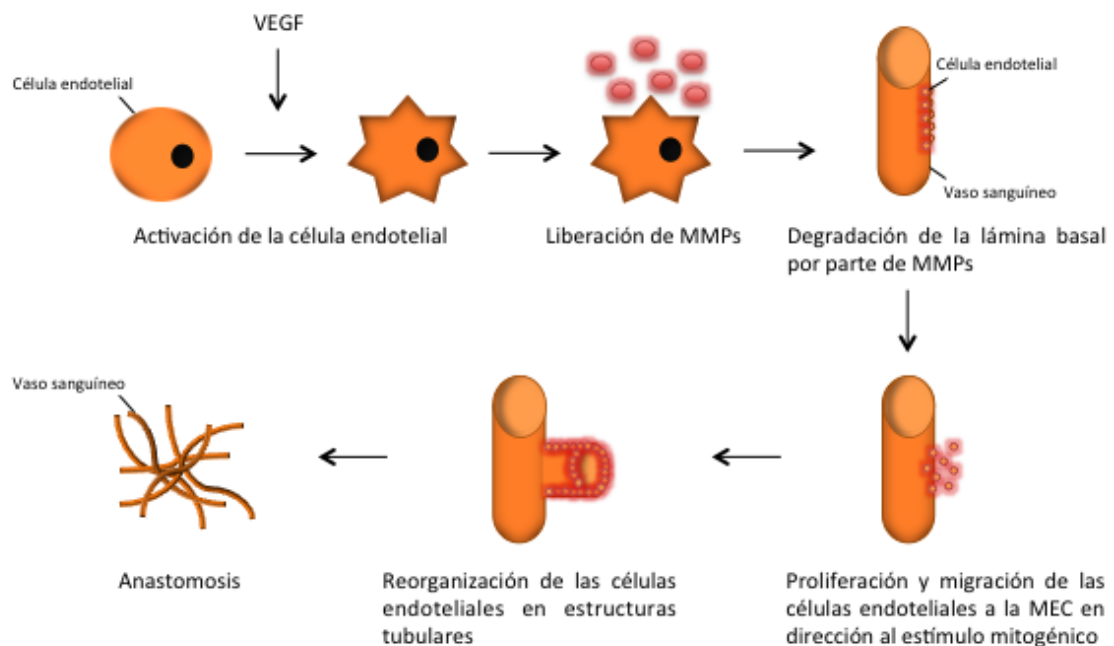 VEGF
Célula endotelial
Célula endotelial
Vaso sanguíneo
Activación de la célula endotelial
Liberación de MMPs
Degradación de la lámina basal
por parte de MMPs
Vaso sanguíneo
Anastomosis
Reorganización de las células
endoteliales en estructuras
tubulares
Proliferación y migración de las
células endoteliales a la MEC en
dirección al estímulo mitogénico